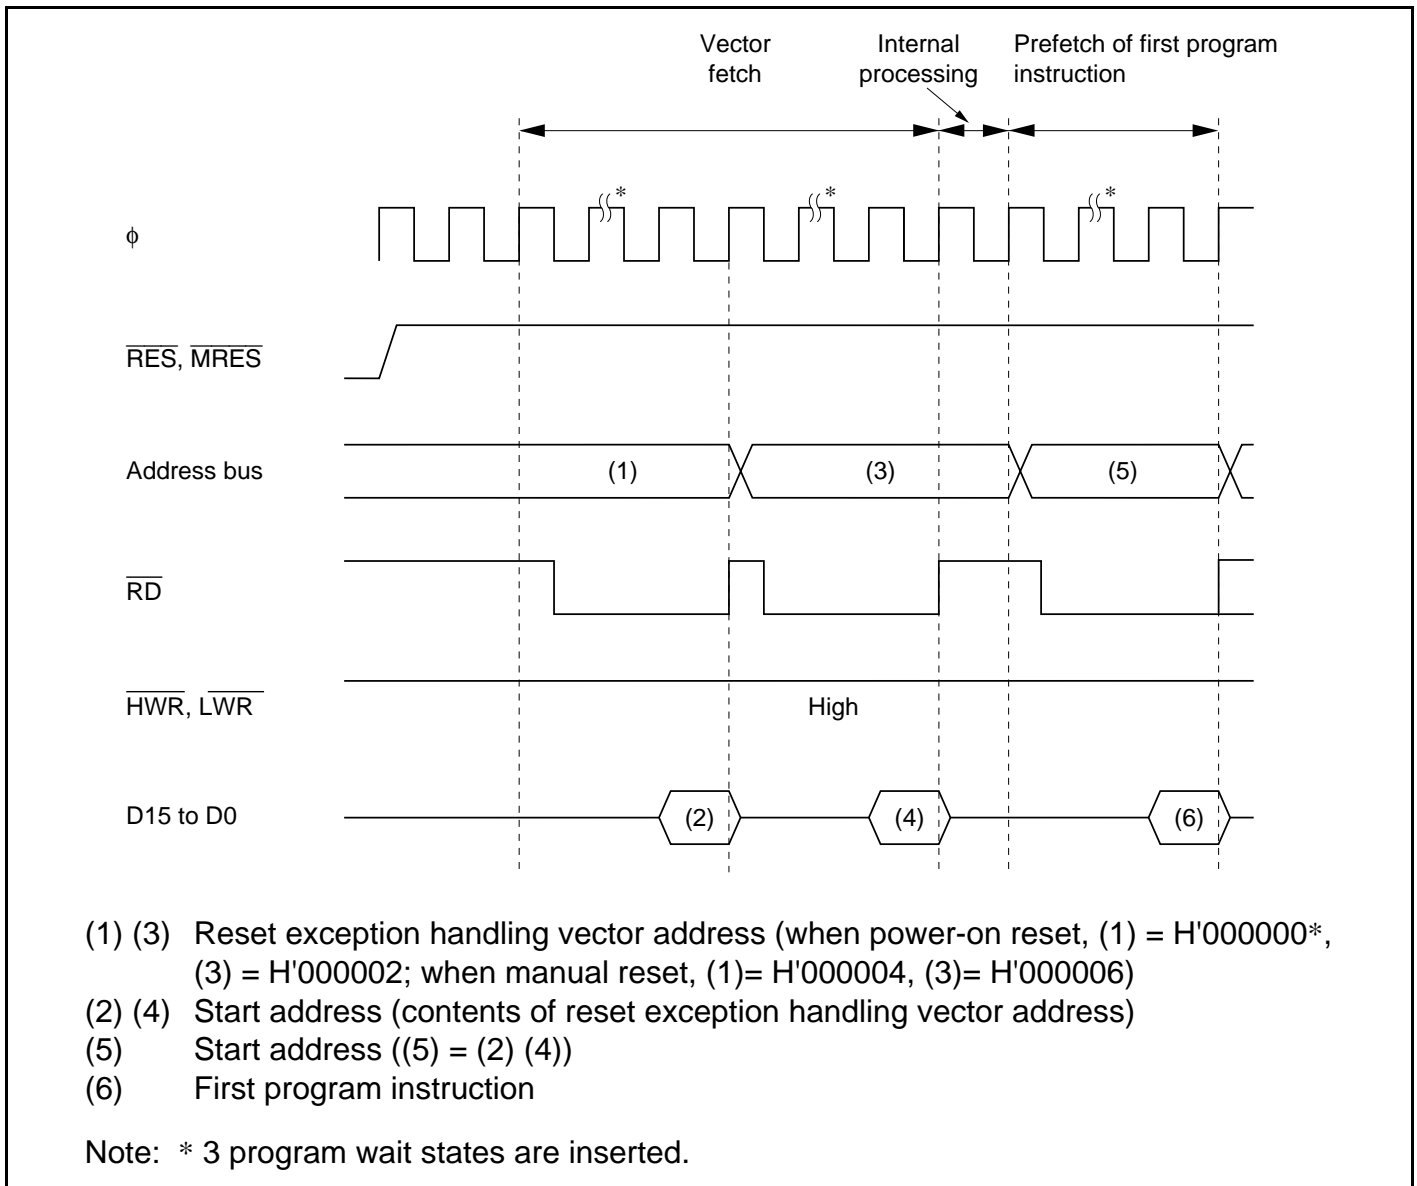 Vector
fetch
Internal
processing
Prefetch of first program
instruction
* * *
ϕ
RES, MRES
Address bus
(1) (3) (5)
RD
HWR, LWR
High
D15 to D0
(2) (4) (6)
(1) (3) Reset exception handling vector address (when power-on reset, (1) = H'000000*,
(3) = H'000002; when manual reset, (1)= H'000004, (3)= H'000006)
(2) (4) Start address (contents of reset exception handling vector address)
(5) Start address ((5) = (2) (4))
(6) First program instruction
Note: * 3 program wait states are inserted.